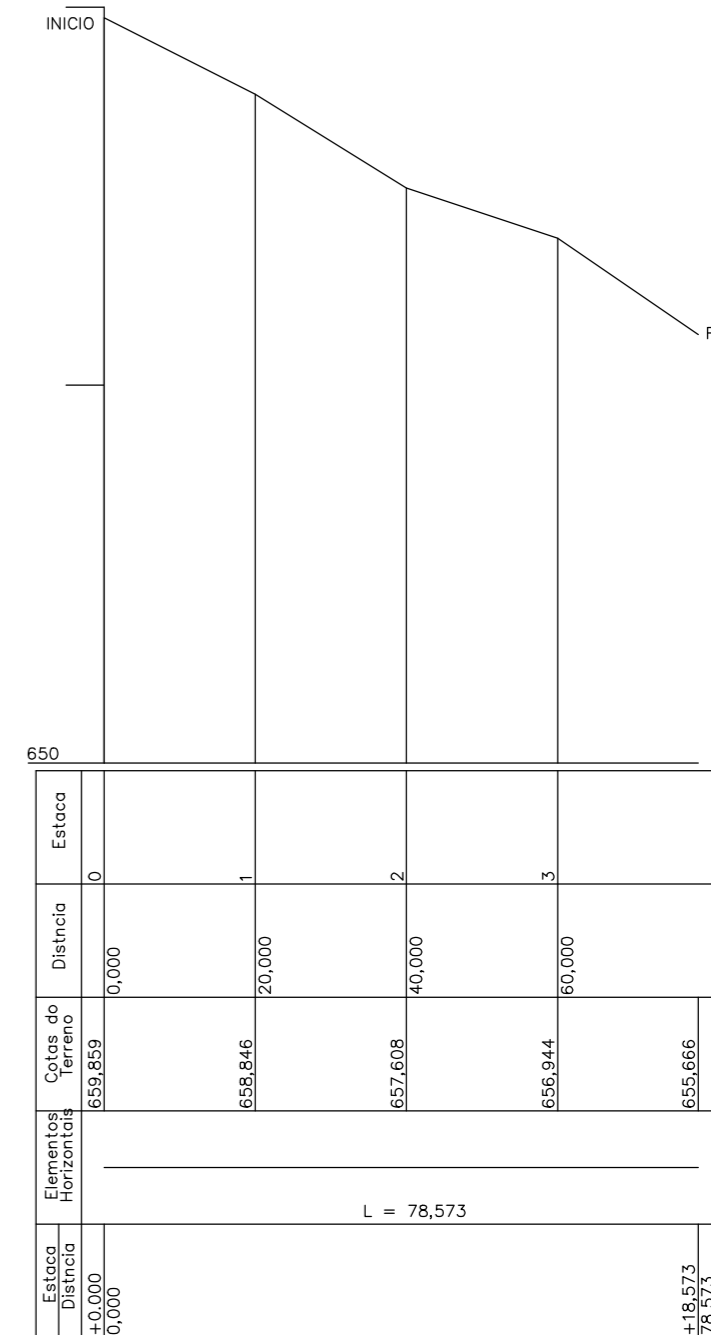 INICIO
F
650
Estaca
0
1
2
3
Distncia
0,000
20,000
40,000
60,000
Cotas do
Terreno
659,859
658,846
657,608
656,944
655,666
Elementos
Horizontais
L = 78,573
Estaca
Distncia
+0.000
0,000
+18,573
78,573